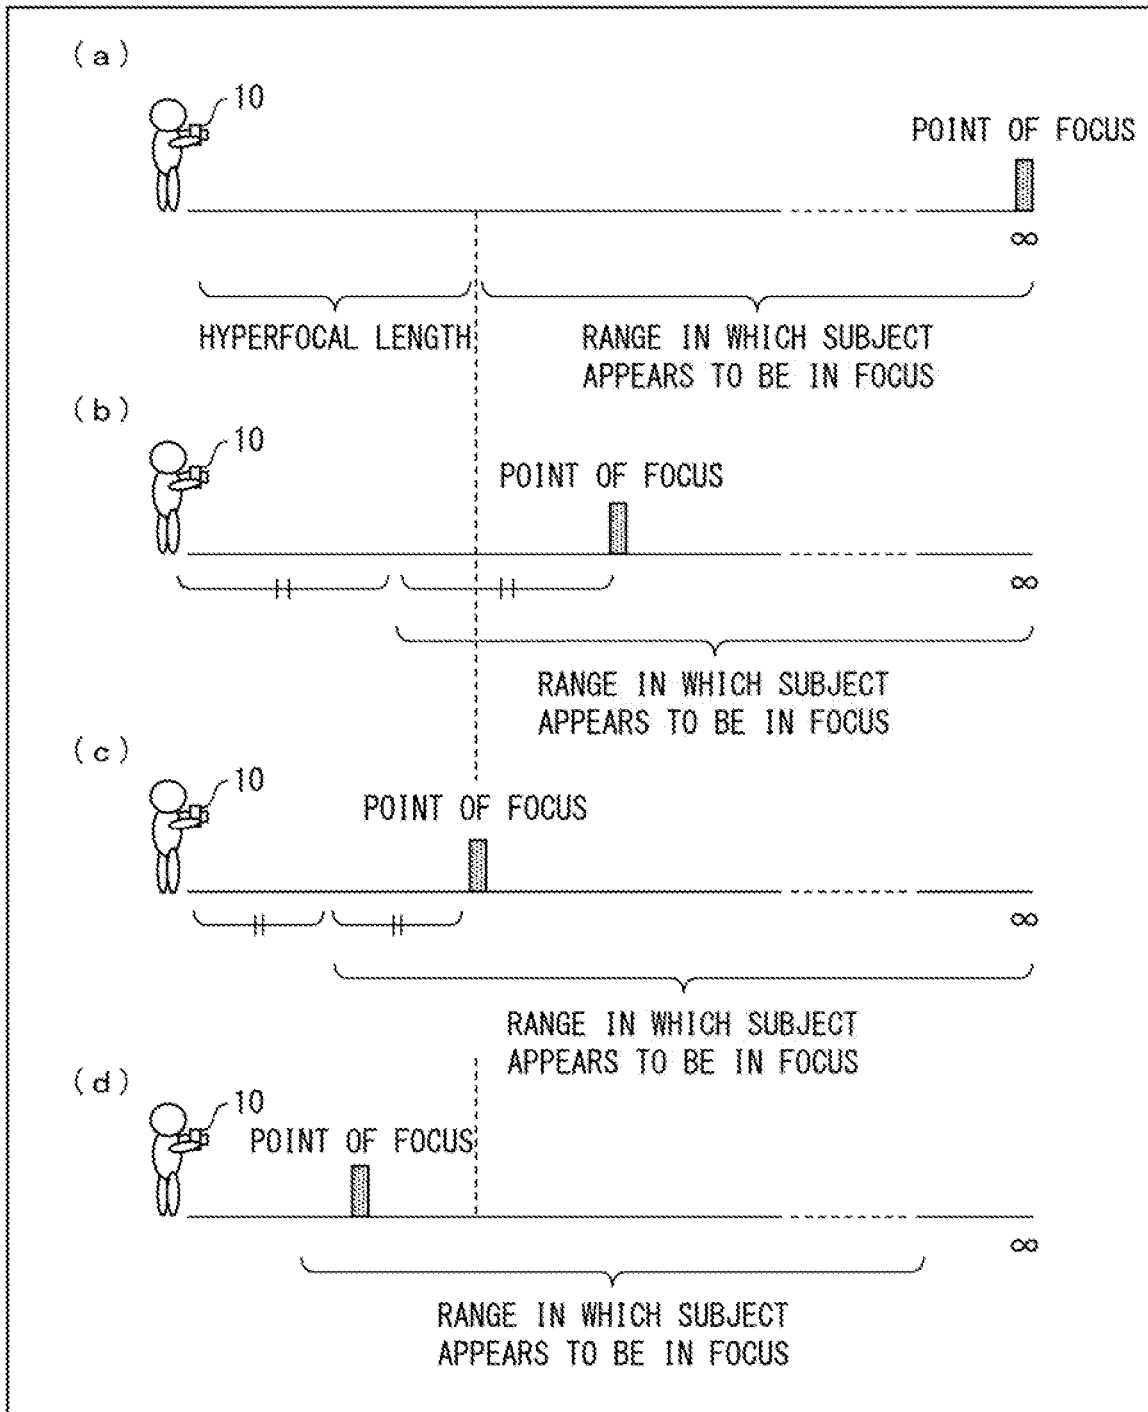 (a)
10
POINT OF FOCUS
∞
HYPERFOCAL LENGTH
RANGE IN WHICH SUBJECT
APPEARS TO BE IN FOCUS
(b)
10
POINT OF FOCUS
∞
RANGE IN WHICH SUBJECT
APPEARS TO BE IN FOCUS
(c)
10
POINT OF FOCUS
∞
RANGE IN WHICH SUBJECT
APPEARS TO BE IN FOCUS
(d)
10
POINT OF FOCUS
∞
RANGE IN WHICH SUBJECT
APPEARS TO BE IN FOCUS